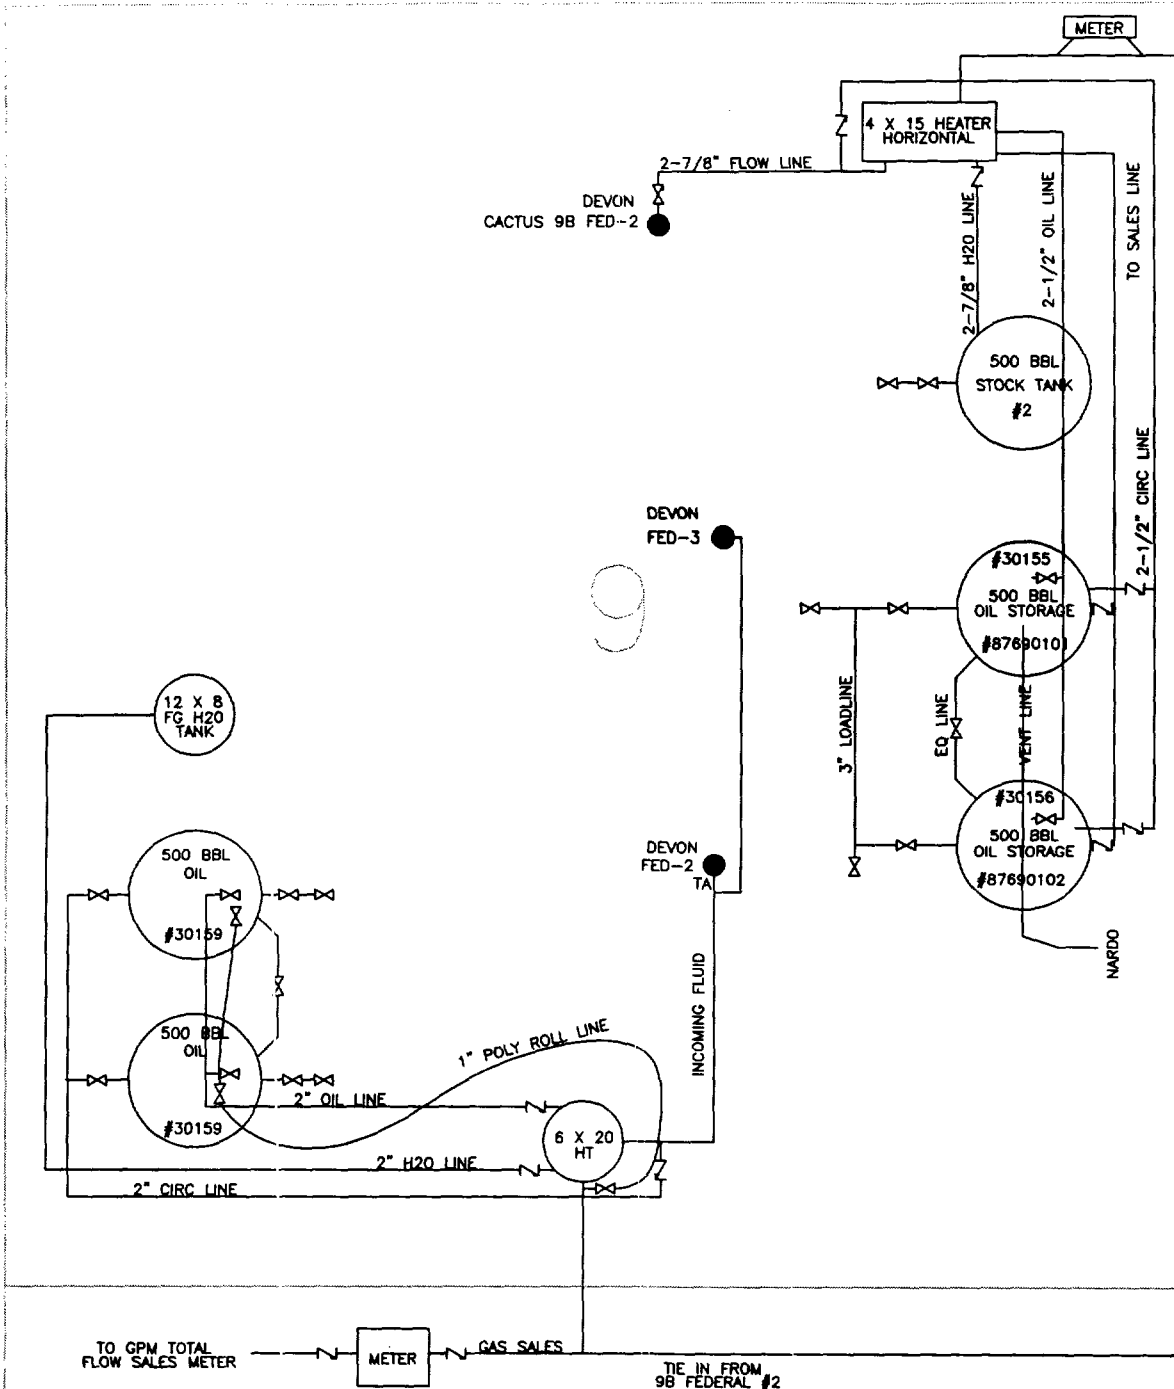 METER
4 X 15 HEATER
HORIZONTAL
2-7/8" FLOW LINE
DEVON
CACTUS 9B FED-2
2-7/8" H20 LINE
2-1/2" OIL LINE
TO SALES LINE
500 BBL
STOCK TANK
#2
2-1/2" CIRC LINE
DEVON
FED-3
9
#30155
500 BBL
OIL STORAGE
#87690101
3" LOADLINE
EQ LINE
VENT LINE
#30156
500 BBL
OIL STORAGE
#87690102
NARDO
12 X 8
FG H20
TANK
DEVON
FED-2
TA
INCOMING FLUID
500 BBL
OIL
#30159
500 BBL
OIL
#30159
1" POLY ROLL LINE
2" OIL LINE
6 X 20
HT
2" H20 LINE
2" CIRC LINE
TO GPM TOTAL
FLOW SALES METER
METER
GAS SALES
TIE IN FROM
9B FEDERAL #2